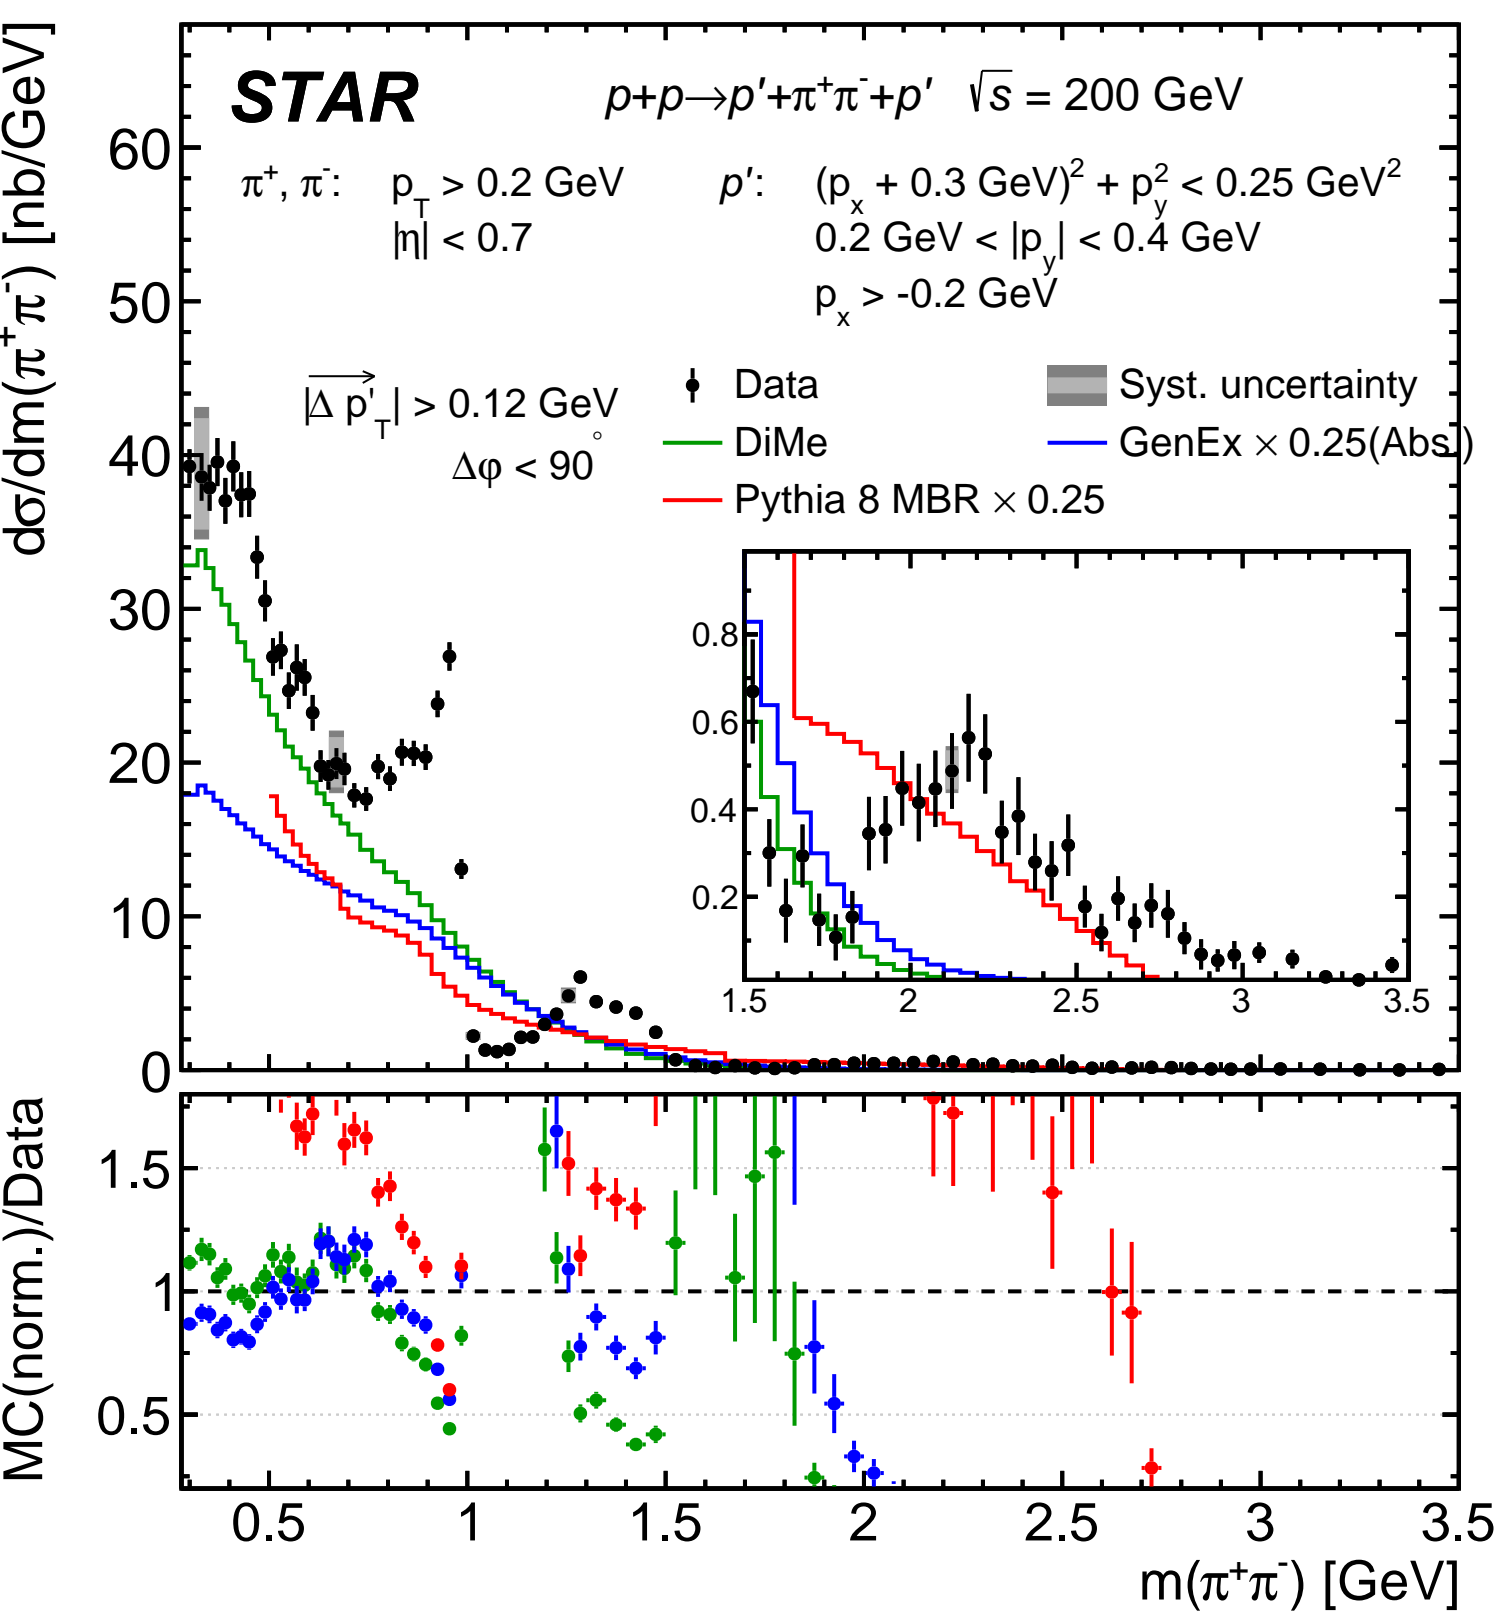 STAR p+p→p′+π⁺π⁻+p′ √s = 200 GeV
π⁺, π⁻: p_T > 0.2 GeV p′: (p_x + 0.3 GeV)² + p_y² < 0.25 GeV²
|η| < 0.7 0.2 GeV < |p_y| < 0.4 GeV
p_x > -0.2 GeV
|Δ p⃗'_T| > 0.12 GeV
Δφ < 90°
Data Syst. uncertainty
DiMe GenEx × 0.25(Abs.)
Pythia 8 MBR × 0.25
dσ/dm(π⁺π⁻) [nb/GeV]
60
50
40
30
20
10
0
0.8
0.6
0.4
0.2
1.5 2 2.5 3 3.5
MC(norm.)/Data
1.5
1
0.5
0.5 1 1.5 2 2.5 3 3.5
m(π⁺π⁻) [GeV]